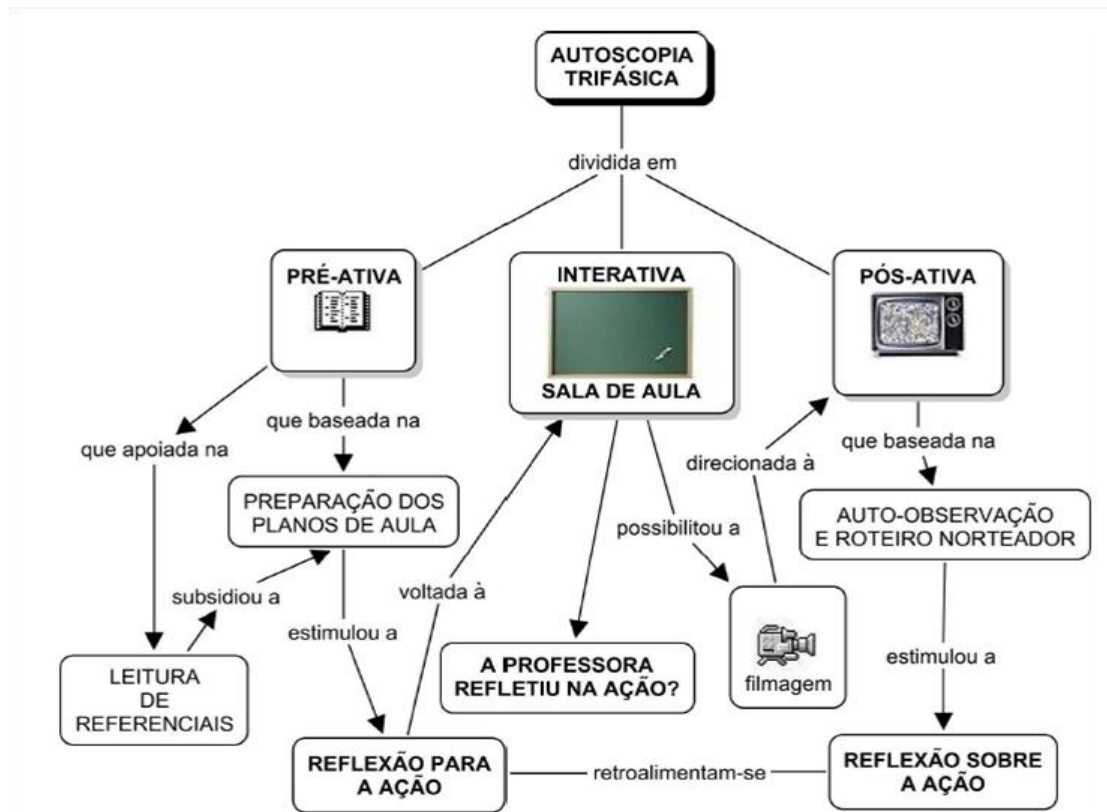 AUTOSCOPIA
TRIFÁSICA
dividida em
PRÉ-ATIVA
INTERATIVA
SALA DE AULA
PÓS-ATIVA
que apoiada na
que baseada na
direcionada à
que baseada na
PREPARAÇÃO DOS
PLANOS DE AULA
AUTO-OBSERVAÇÃO
E ROTEIRO NORTEADOR
possibilitou a
subsidiou a
voltada à
estimulou a
A PROFESSORA
REFLETIU NA AÇÃO?
filmagem
estimulou a
LEITURA
DE
REFERENCIAIS
REFLEXÃO PARA
A AÇÃO
retroalimentam-se
REFLEXÃO SOBRE
A AÇÃO